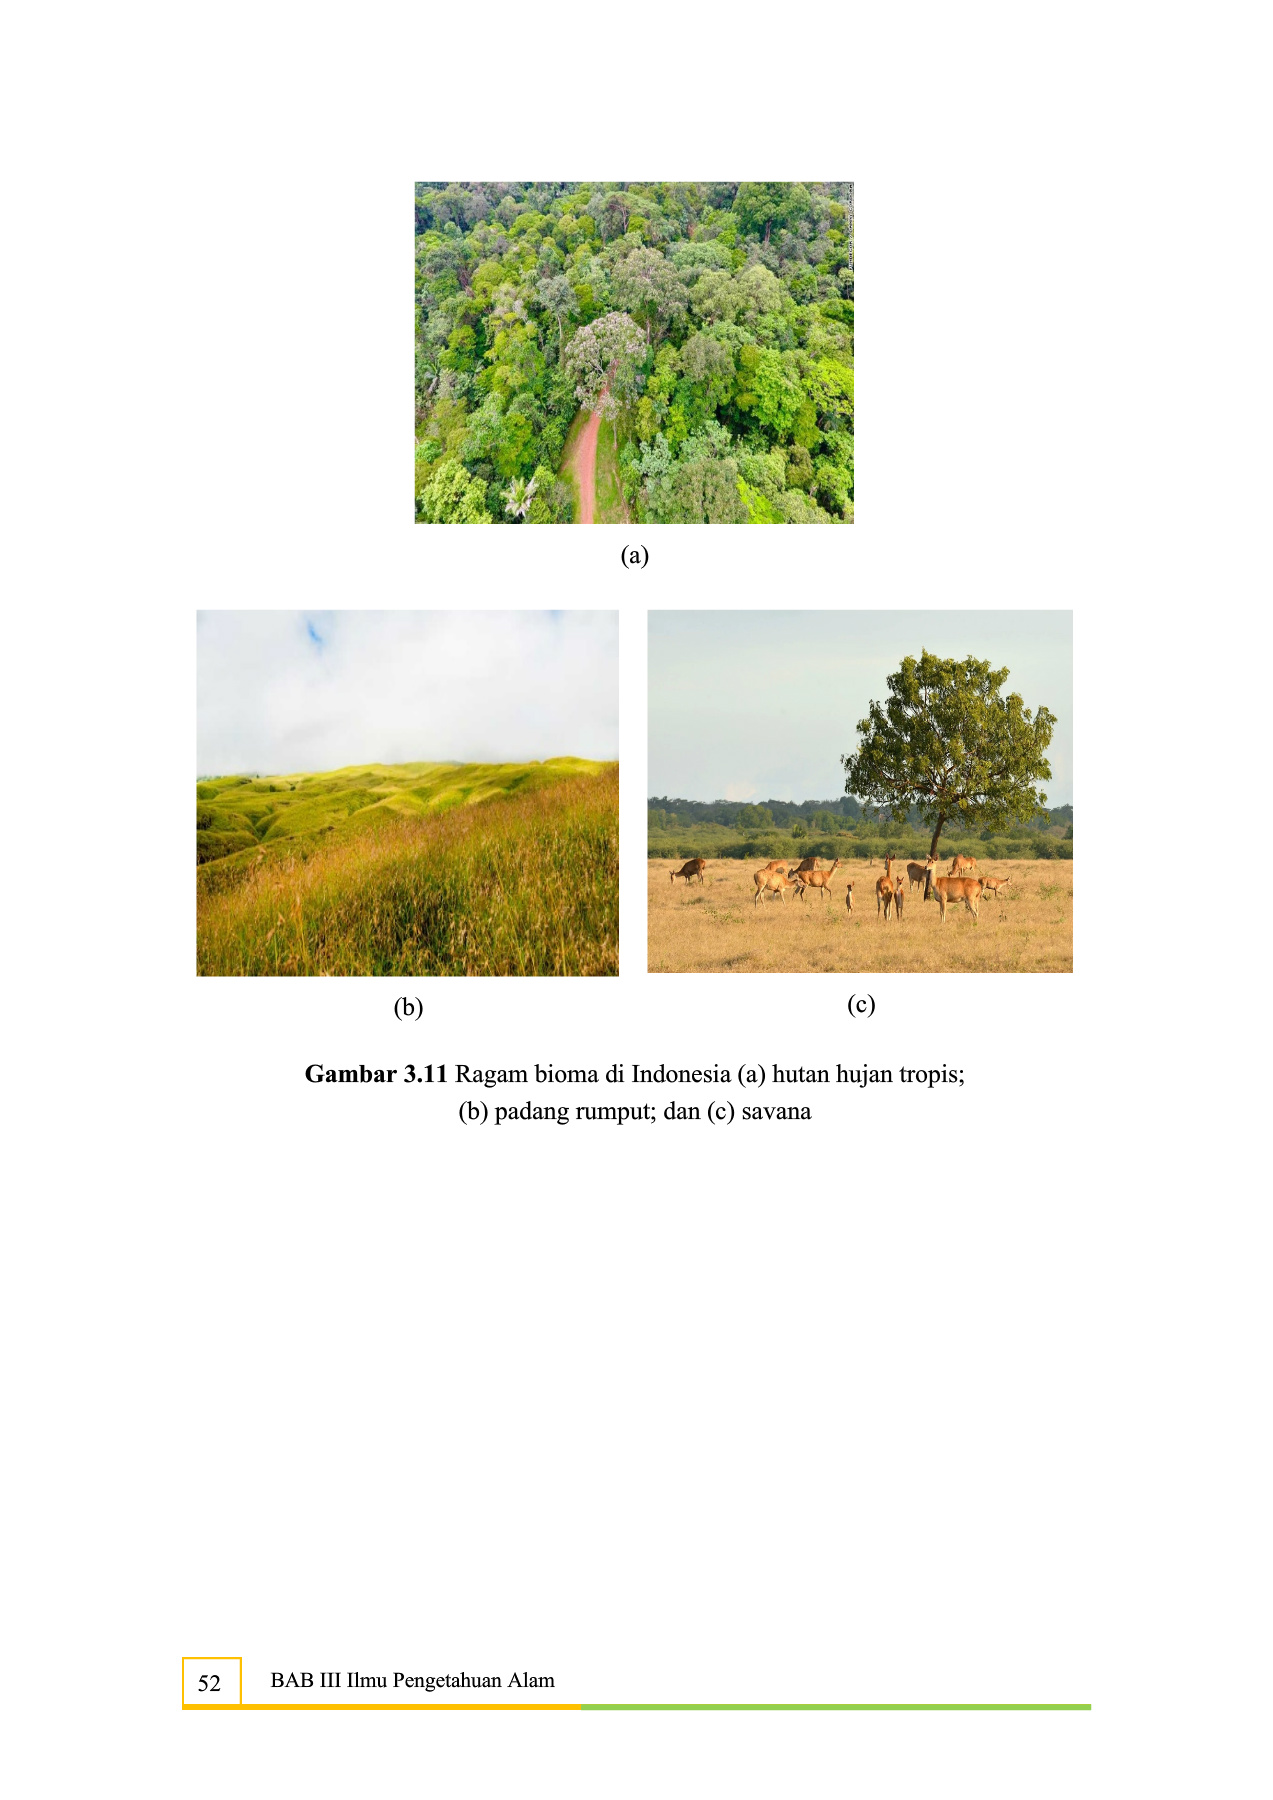 (a)
(b)
(c)
Gambar 3.11 Ragam bioma di Indonesia (a) hutan hujan tropis;
(b) padang rumput; dan (c) savana
52
BAB III Ilmu Pengetahuan Alam